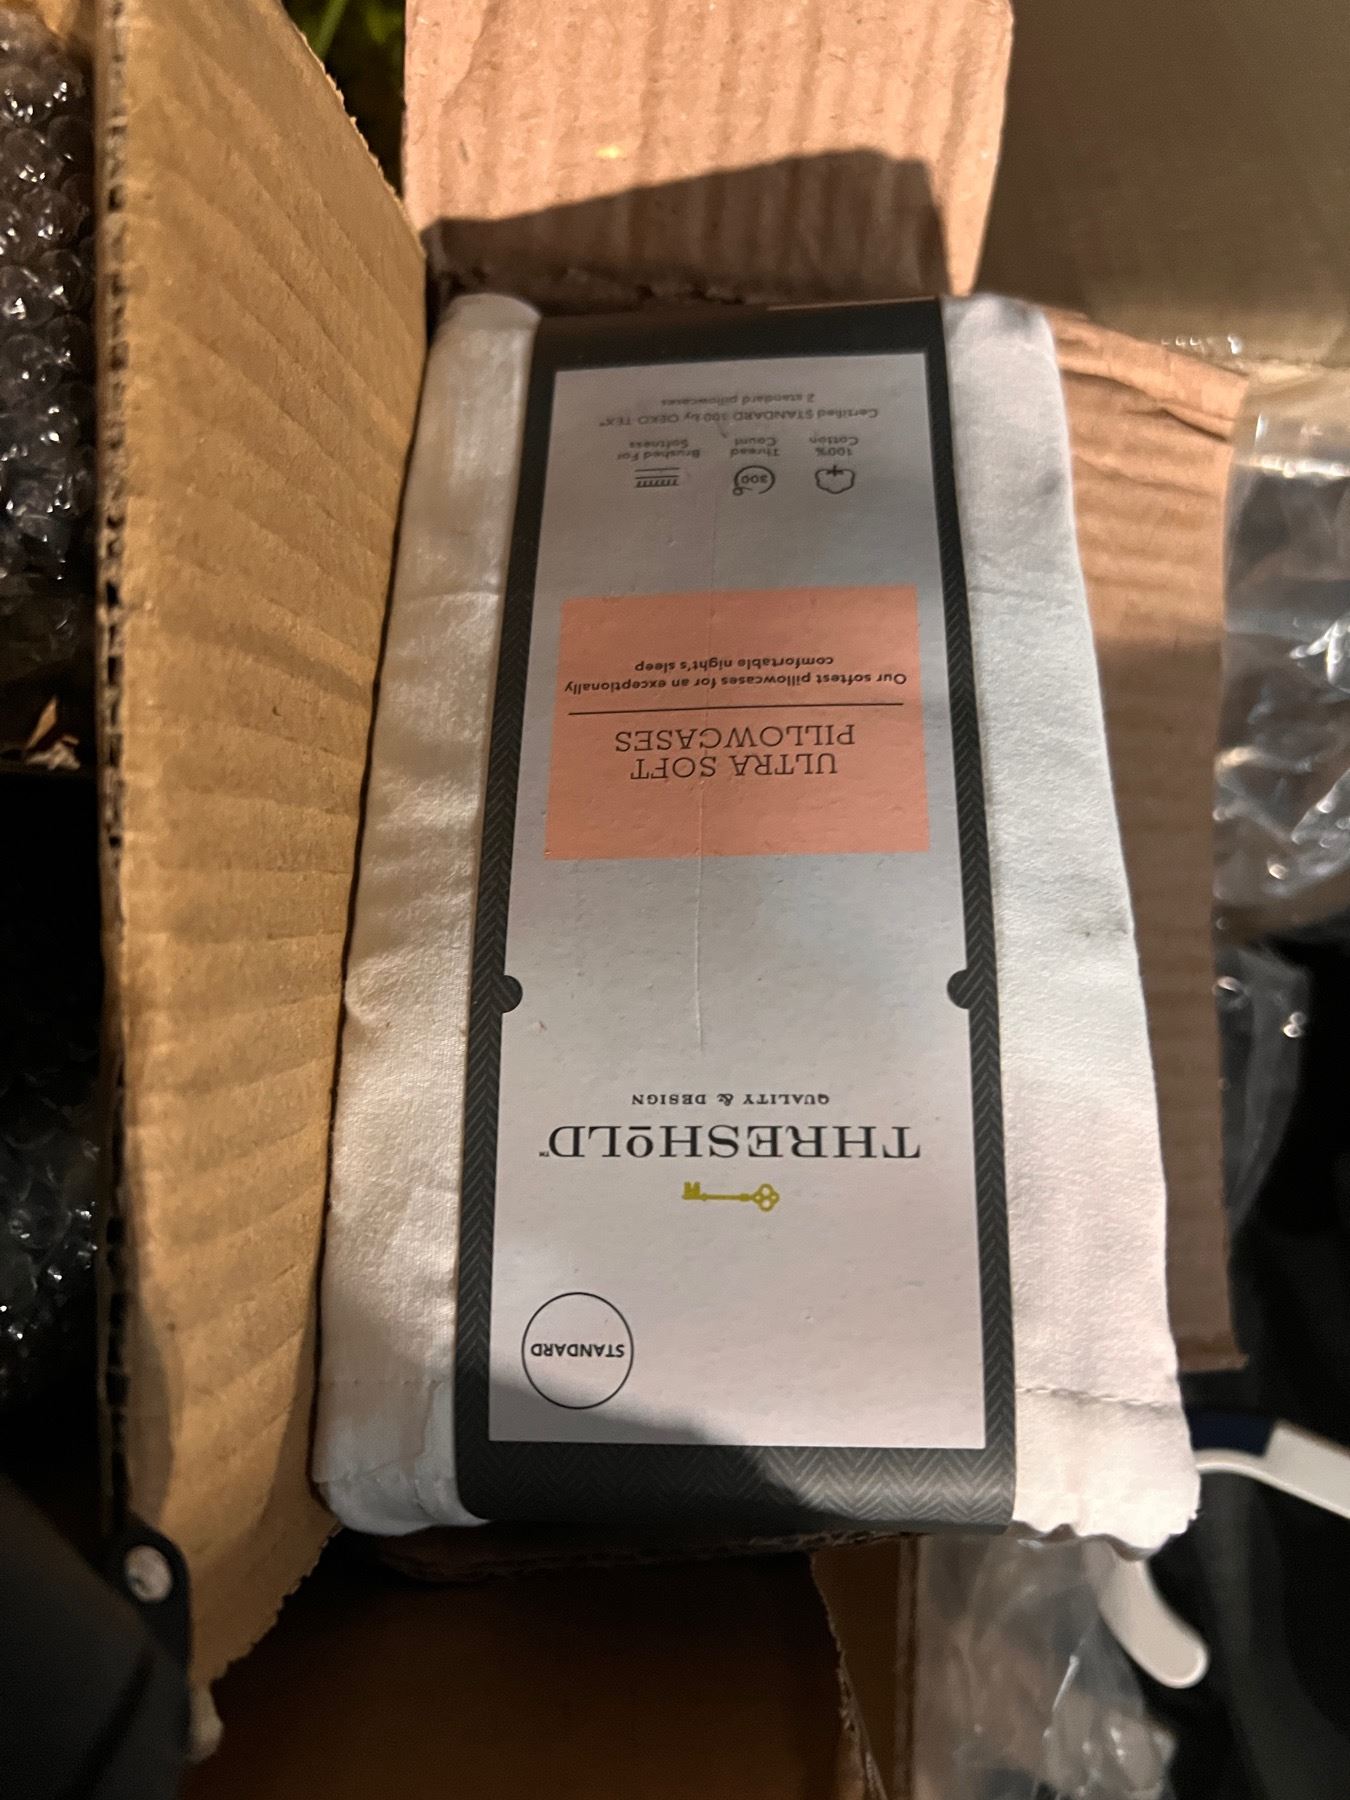 STANDARD
THRESHōLD™
QUALITY & DESIGN
ULTRA SOFT
PILLOWCASES
Our softest pillowcases for an exceptionally
comfortable night's sleep
100%
Cotton
300
Thread
Count
Brushed For
Softness
Certified STANDARD 100 by OEKO TEX®
2 standard pillowcases